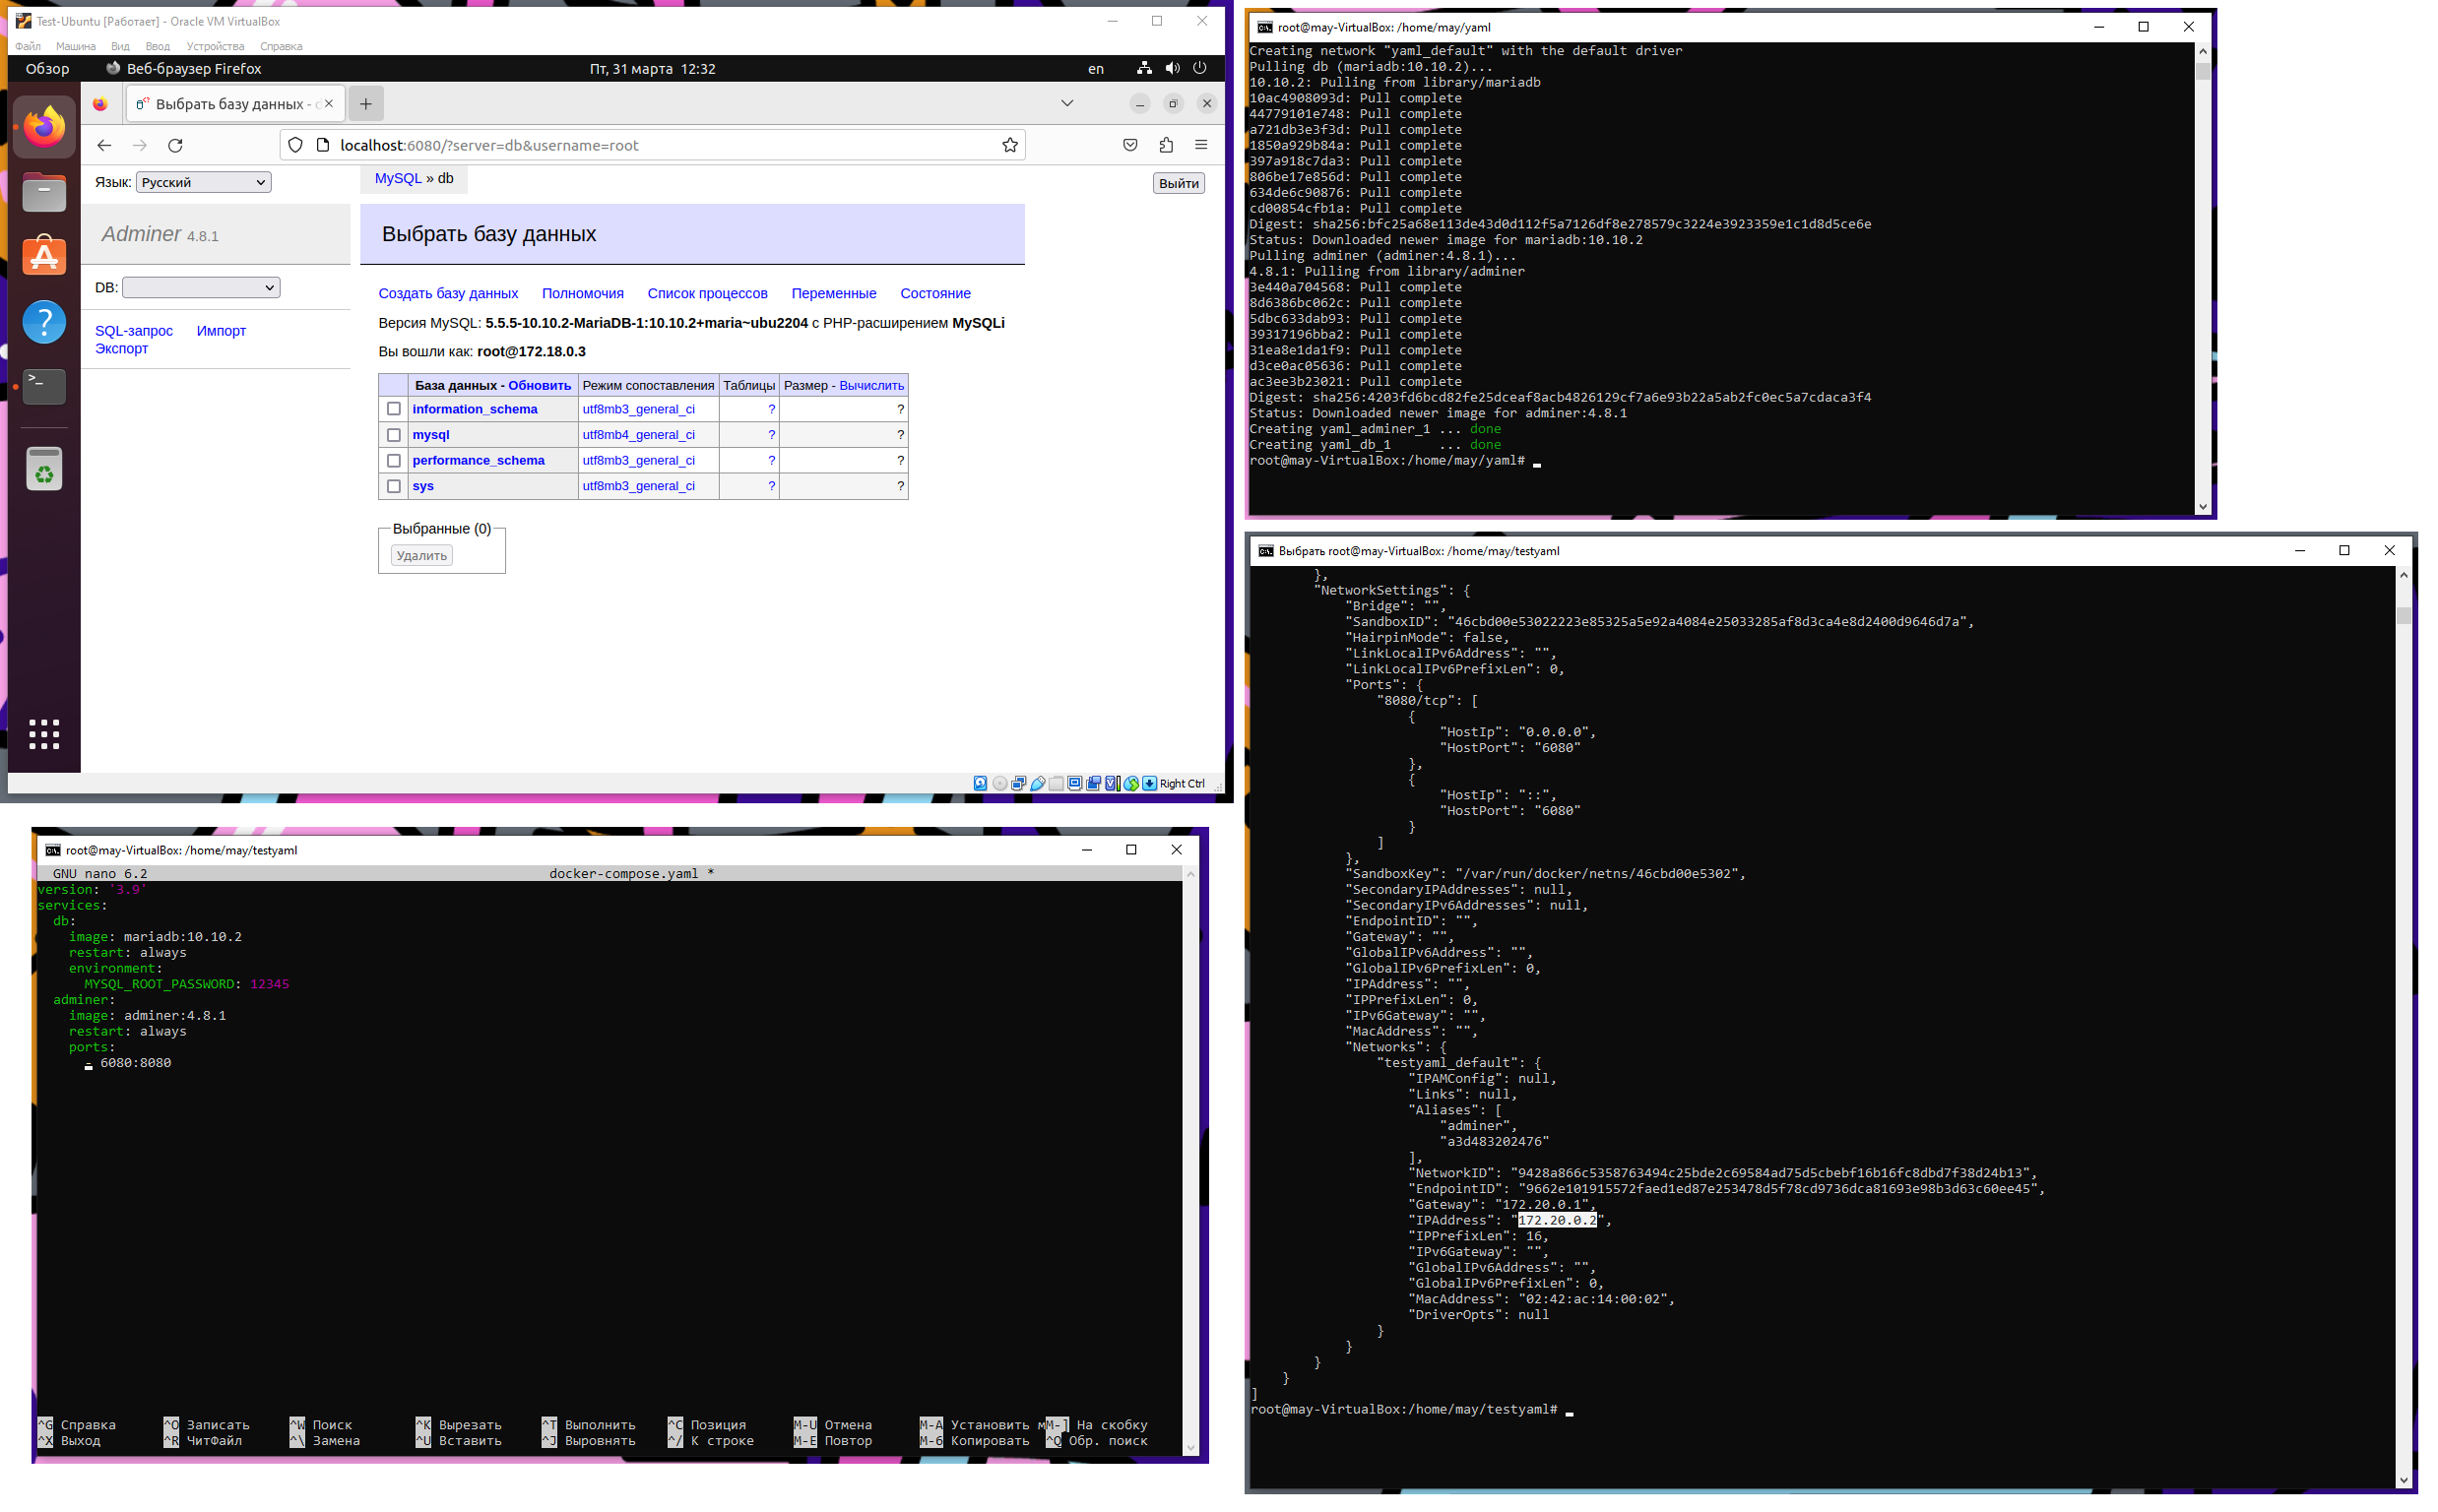 Test-Ubuntu [Работает] - Oracle VM VirtualBox
Файл Машина Вид Ввод Устройства Справка
Обзор Веб-браузер Firefox Пт, 31 марта 12:32 en
Выбрать базу данных -
localhost:6080/?server=db&username=root
Язык: Русский MySQL » db Выйти
Adminer 4.8.1 Выбрать базу данных
DB:
Создать базу данных Полномочия Список процессов Переменные Состояние
SQL-запрос Импорт
Экспорт
Версия MySQL: 5.5.5-10.10.2-MariaDB-1:10.10.2+maria~ubu2204 с PHP-расширением MySQLi
Вы вошли как: root@172.18.0.3
База данных - Обновить Режим сопоставления Таблицы Размер - Вычислить
information_schema utf8mb3_general_ci ? ?
mysql utf8mb4_general_ci ? ?
performance_schema utf8mb3_general_ci ? ?
sys utf8mb3_general_ci ? ?
Выбранные (0)
Удалить
Right Ctrl
root@may-VirtualBox: /home/may/yaml
Creating network "yaml_default" with the default driver
Pulling db (mariadb:10.10.2)...
10.10.2: Pulling from library/mariadb
10ac4908093d: Pull complete
44779101e748: Pull complete
a721db3e3f3d: Pull complete
1850a929b84a: Pull complete
397a918c7da3: Pull complete
806be17e856d: Pull complete
634de6c90876: Pull complete
cd00854cfb1a: Pull complete
Digest: sha256:bfc25a68e113de43d0d112f5a7126df8e278579c3224e3923359e1c1d8d5ce6e
Status: Downloaded newer image for mariadb:10.10.2
Pulling adminer (adminer:4.8.1)...
4.8.1: Pulling from library/adminer
3e440a704568: Pull complete
8d6386bc062c: Pull complete
5dbc633dab93: Pull complete
39317196bba2: Pull complete
31ea8e1da1f9: Pull complete
d3ce0ac05636: Pull complete
ac3ee3b23021: Pull complete
Digest: sha256:4203fd6bcd82fe25dceaf8acb4826129cf7a6e93b22a5ab2fc0ec5a7cdaca3f4
Status: Downloaded newer image for adminer:4.8.1
Creating yaml_adminer_1 ... done
Creating yaml_db_1      ... done
root@may-VirtualBox:/home/may/yaml#
root@may-VirtualBox: /home/may/testyaml
GNU nano 6.2 docker-compose.yaml *
version: '3.9'
services:
  db:
    image: mariadb:10.10.2
    restart: always
    environment:
      MYSQL_ROOT_PASSWORD: 12345
  adminer:
    image: adminer:4.8.1
    restart: always
    ports:
      - 6080:8080
^G Справка ^O Записать ^W Поиск ^K Вырезать ^T Выполнить ^C Позиция M-U Отмена M-A Установить мM-] На скобку
^X Выход ^R ЧитФайл ^\ Замена ^U Вставить ^J Выровнять ^/ К строке M-E Повтор M-6 Копировать ^Q Обр. поиск
Выбрать root@may-VirtualBox: /home/may/testyaml
        },
        "NetworkSettings": {
            "Bridge": "",
            "SandboxID": "46cbd00e53022223e85325a5e92a4084e25033285af8d3ca4e8d2400d9646d7a",
            "HairpinMode": false,
            "LinkLocalIPv6Address": "",
            "LinkLocalIPv6PrefixLen": 0,
            "Ports": {
                "8080/tcp": [
                    {
                        "HostIp": "0.0.0.0",
                        "HostPort": "6080"
                    },
                    {
                        "HostIp": "::",
                        "HostPort": "6080"
                    }
                ]
            },
            "SandboxKey": "/var/run/docker/netns/46cbd00e5302",
            "SecondaryIPAddresses": null,
            "SecondaryIPv6Addresses": null,
            "EndpointID": "",
            "Gateway": "",
            "GlobalIPv6Address": "",
            "GlobalIPv6PrefixLen": 0,
            "IPAddress": "",
            "IPPrefixLen": 0,
            "IPv6Gateway": "",
            "MacAddress": "",
            "Networks": {
                "testyaml_default": {
                    "IPAMConfig": null,
                    "Links": null,
                    "Aliases": [
                        "adminer",
                        "a3d483202476"
                    ],
                    "NetworkID": "9428a866c5358763494c25bde2c69584ad75d5cbebf16b16fc8dbd7f38d24b13",
                    "EndpointID": "9662e101915572faed1ed87e253478d5f78cd9736dca81693e98b3d63c60ee45",
                    "Gateway": "172.20.0.1",
                    "IPAddress": "172.20.0.2",
                    "IPPrefixLen": 16,
                    "IPv6Gateway": "",
                    "GlobalIPv6Address": "",
                    "GlobalIPv6PrefixLen": 0,
                    "MacAddress": "02:42:ac:14:00:02",
                    "DriverOpts": null
                }
            }
        }
    }
]
root@may-VirtualBox:/home/may/testyaml#